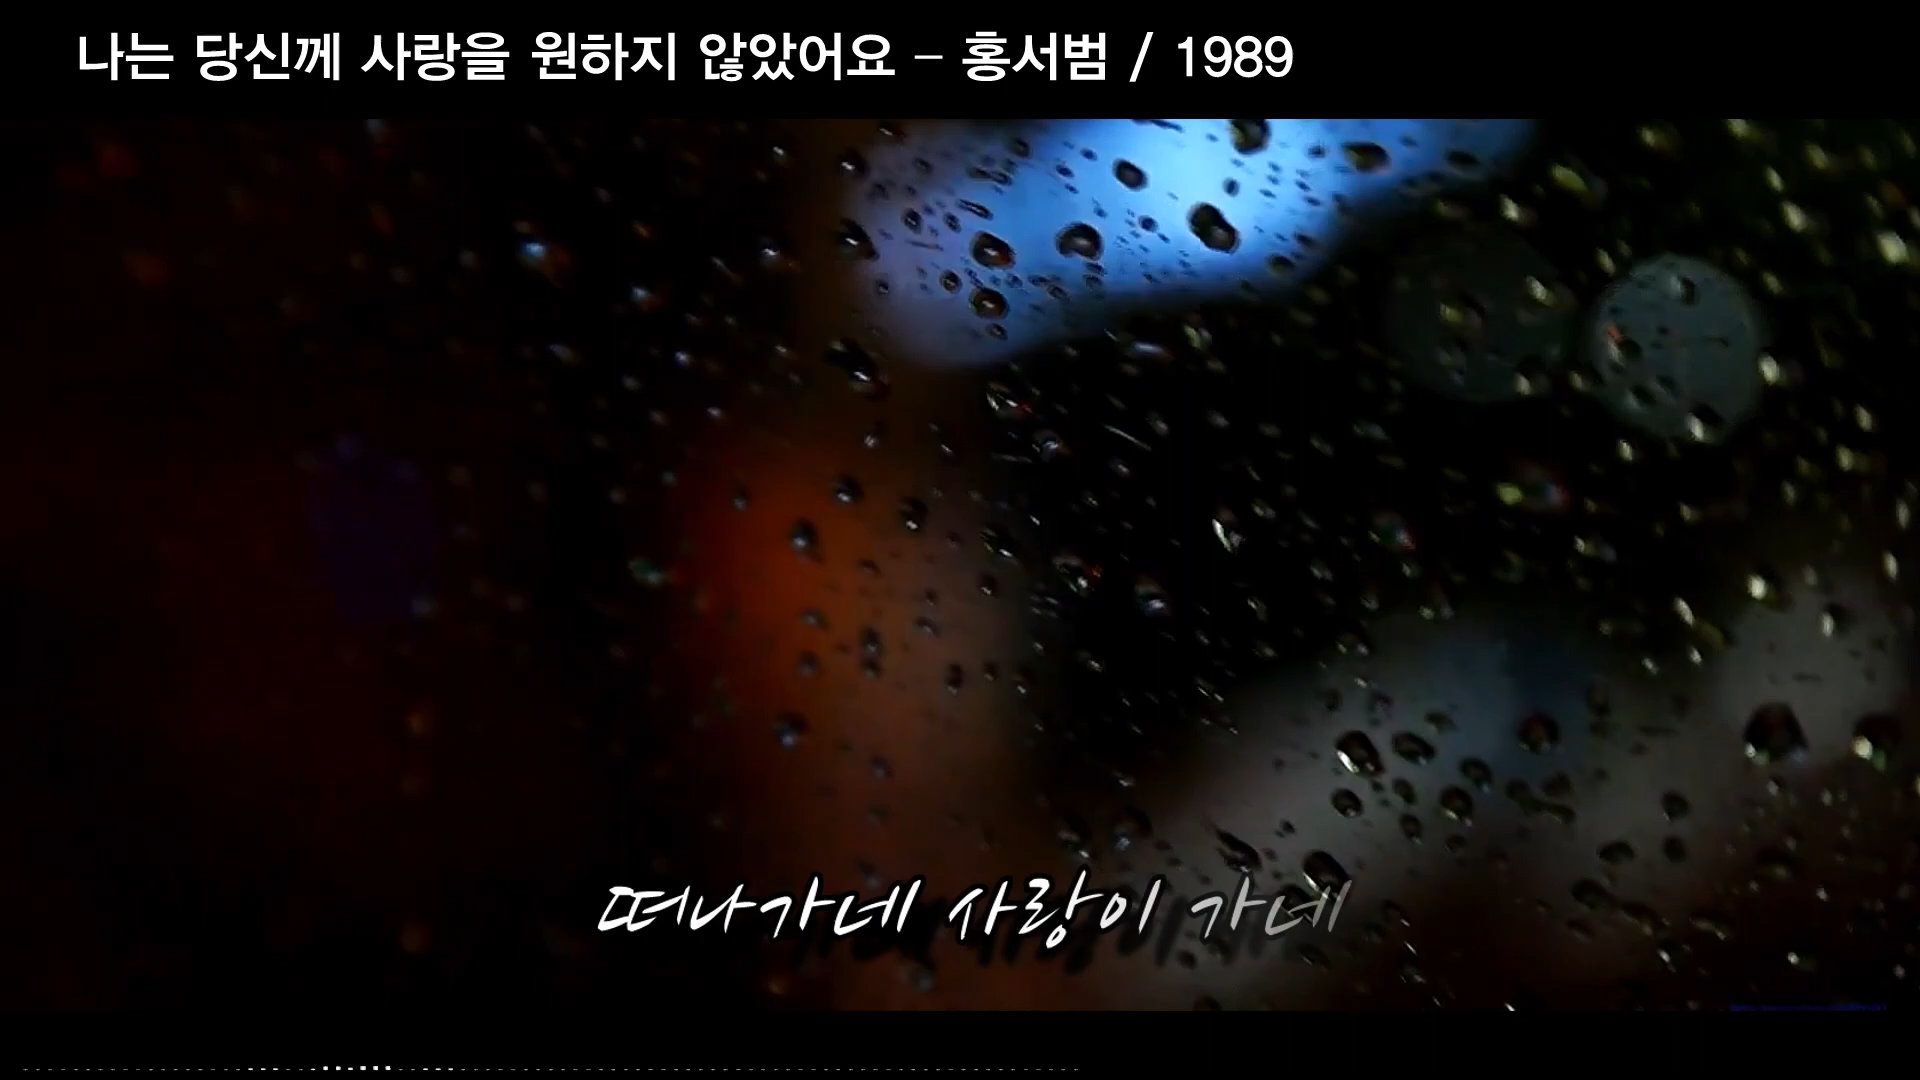 나는 당신께 사랑을 원하지 않았어요 – 홍서범 / 1989
떠나가네 사랑이 가네